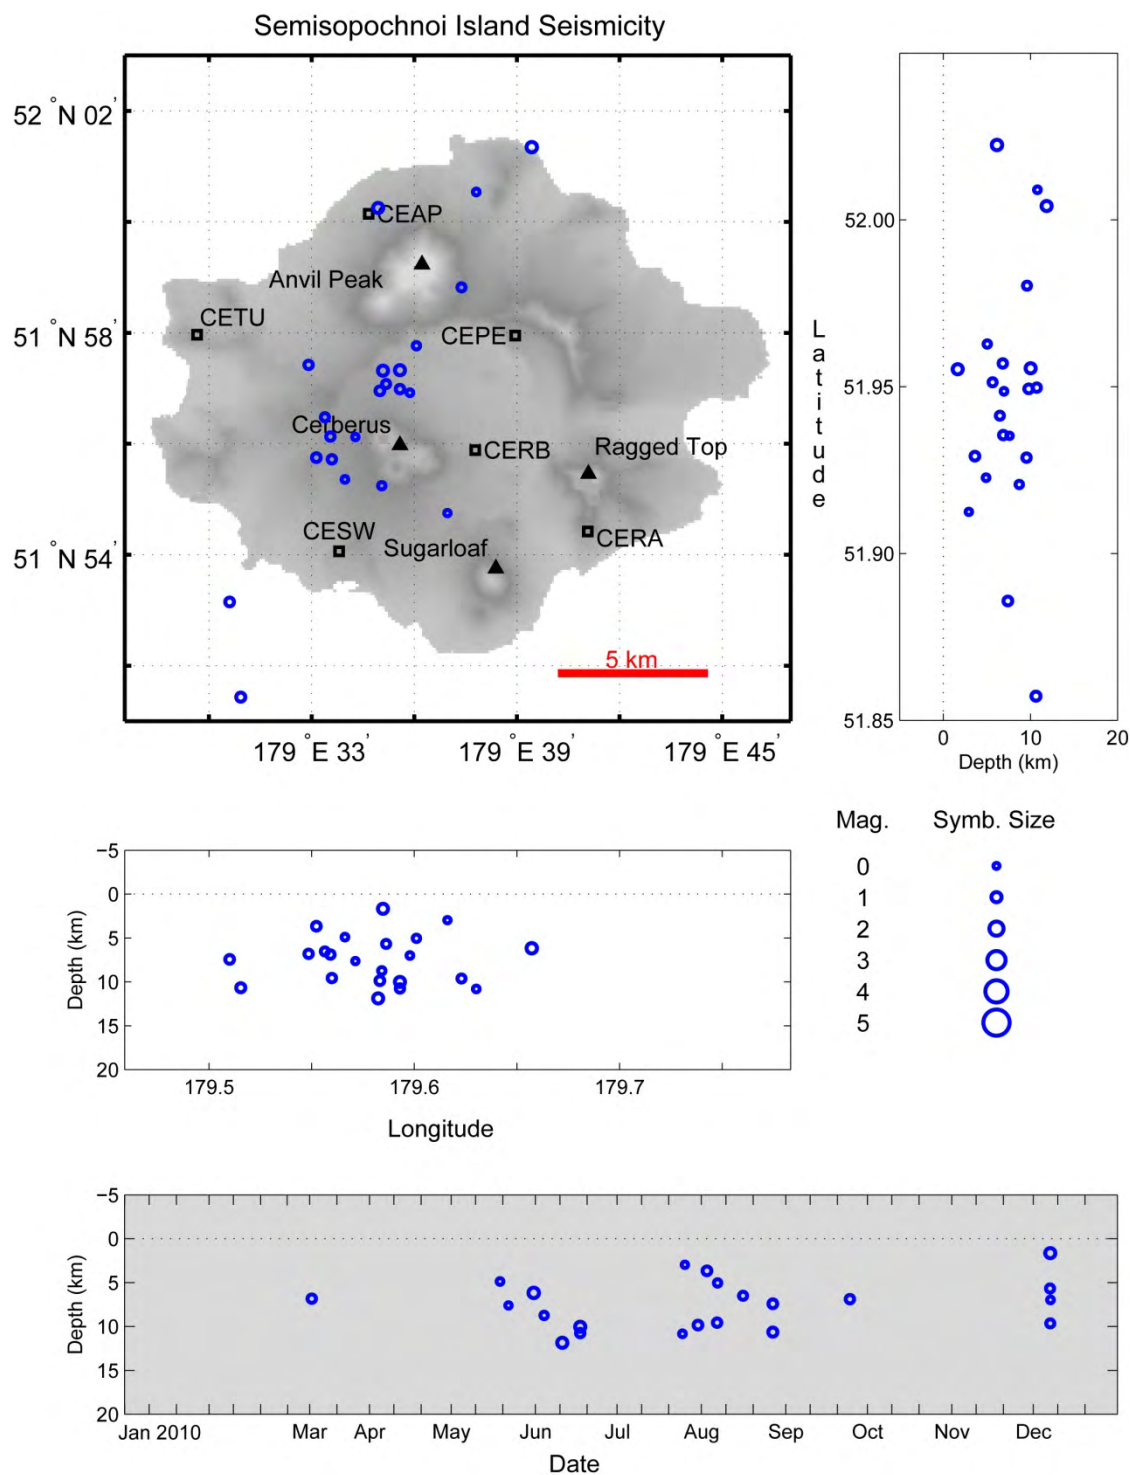 Semisopochnoi Island Seismicity
52 °N 02'
51 °N 58'
51 °N 54'
CEAP
Anvil Peak
CETU
CEPE
Cerberus
CERB
Ragged Top
CESW
Sugarloaf
CERA
5 km
179 °E 33'
179 °E 39'
179 °E 45'
Latitude
52.00
51.95
51.90
51.85
0 10 20
Depth (km)
Mag. Symb. Size
0
1
2
3
4
5
−5
0
5
10
15
20
Depth (km)
179.5 179.6 179.7
Longitude
−5
0
5
10
15
20
Depth (km)
Jan 2010 Mar Apr May Jun Jul Aug Sep Oct Nov Dec
Date